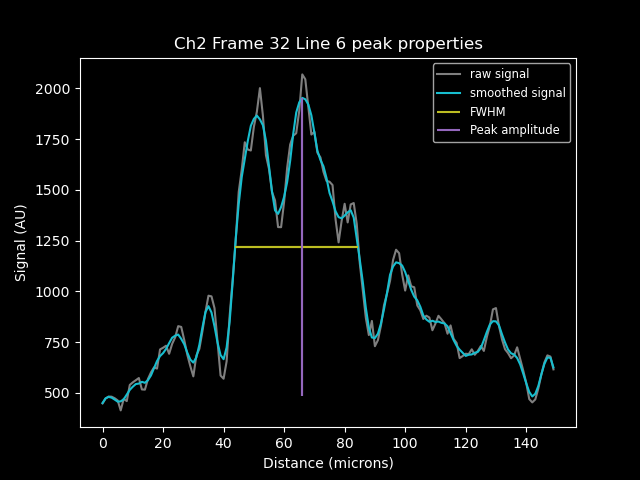 Ch2 Frame 32 Line 6 peak properties
raw signal
smoothed signal
FWHM
Peak amplitude
Signal (AU)
2000
1750
1500
1250
1000
750
500
0 20 40 60 80 100 120 140
Distance (microns)